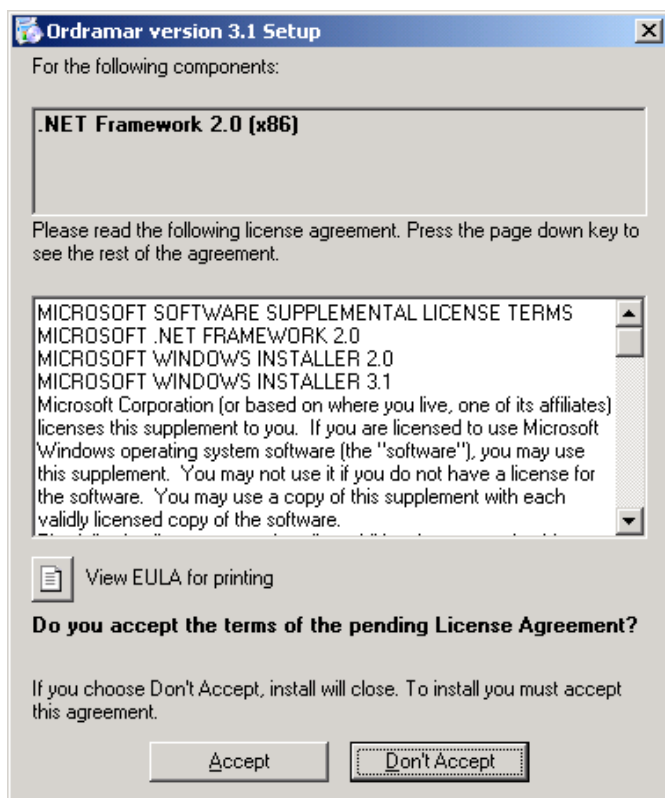 Ordramar version 3.1 Setup
For the following components:
.NET Framework 2.0 (x86)
Please read the following license agreement. Press the page down key to
see the rest of the agreement.
MICROSOFT SOFTWARE SUPPLEMENTAL LICENSE TERMS
MICROSOFT .NET FRAMEWORK 2.0
MICROSOFT WINDOWS INSTALLER 2.0
MICROSOFT WINDOWS INSTALLER 3.1
Microsoft Corporation (or based on where you live, one of its affiliates)
licenses this supplement to you.  If you are licensed to use Microsoft
Windows operating system software (the "software"), you may use
this supplement.  You may not use it if you do not have a license for
the software.  You may use a copy of this supplement with each
validly licensed copy of the software.
View EULA for printing
Do you accept the terms of the pending License Agreement?
If you choose Don't Accept, install will close. To install you must accept
this agreement.
Accept
Don't Accept